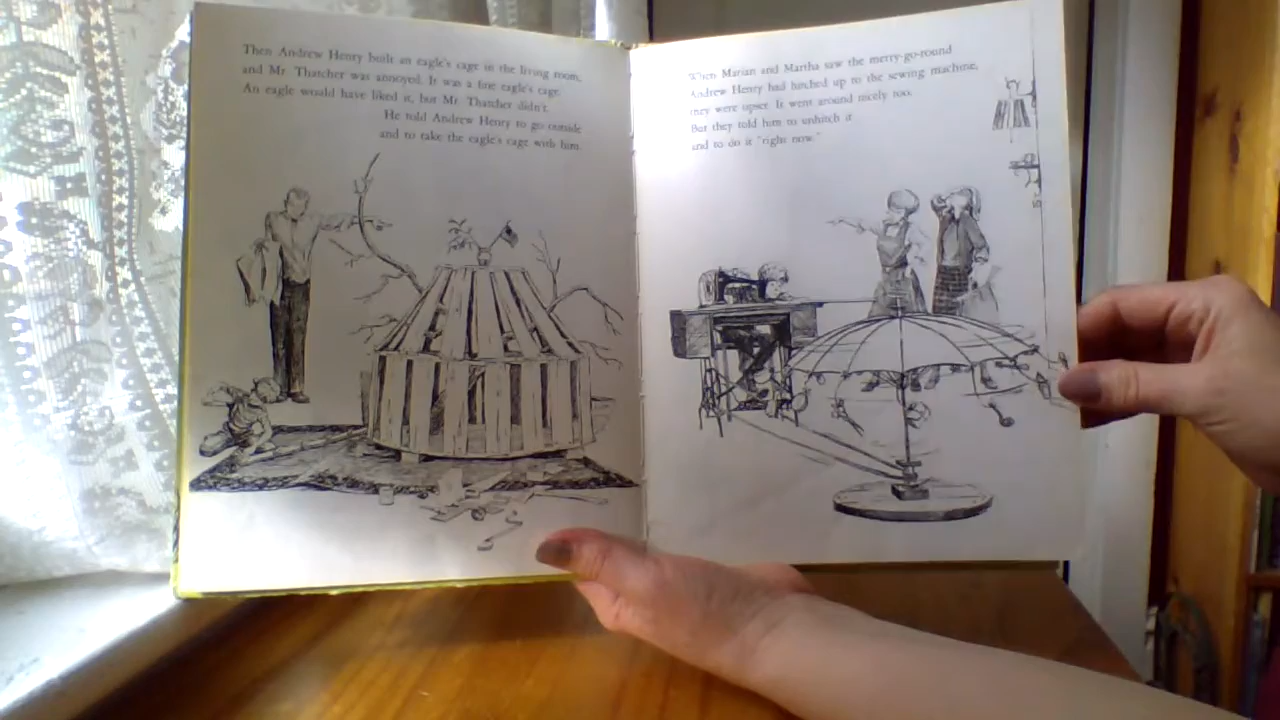 Then Andrew Henry built an eagle's cage in the living room,
and Mr. Thatcher was annoyed. It was a fine eagle's cage.
An eagle would have liked it, but Mr. Thatcher didn't.
He told Andrew Henry to go outside
and to take the eagle's cage with him.
When Marian and Martha saw the merry-go-round
Andrew Henry had hitched up to the sewing machine,
they were upset. It went around nicely too.
But they told him to unhitch it
and to do it "right now."